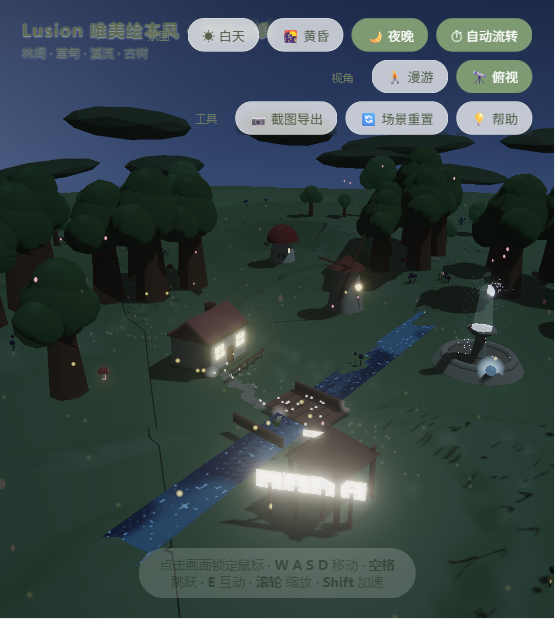 Lusion 唯美绘本风
林间 · 重甸 · 溪流 · 古树
白天
黄昏
夜晚
自动流转
视角
漫游
俯视
工具
截图导出
场景重置
帮助
点击画面锁定鼠标 · W A S D 移动 · 空格
跳跃 · E 互动 · 滚轮 缩放 · Shift 加速